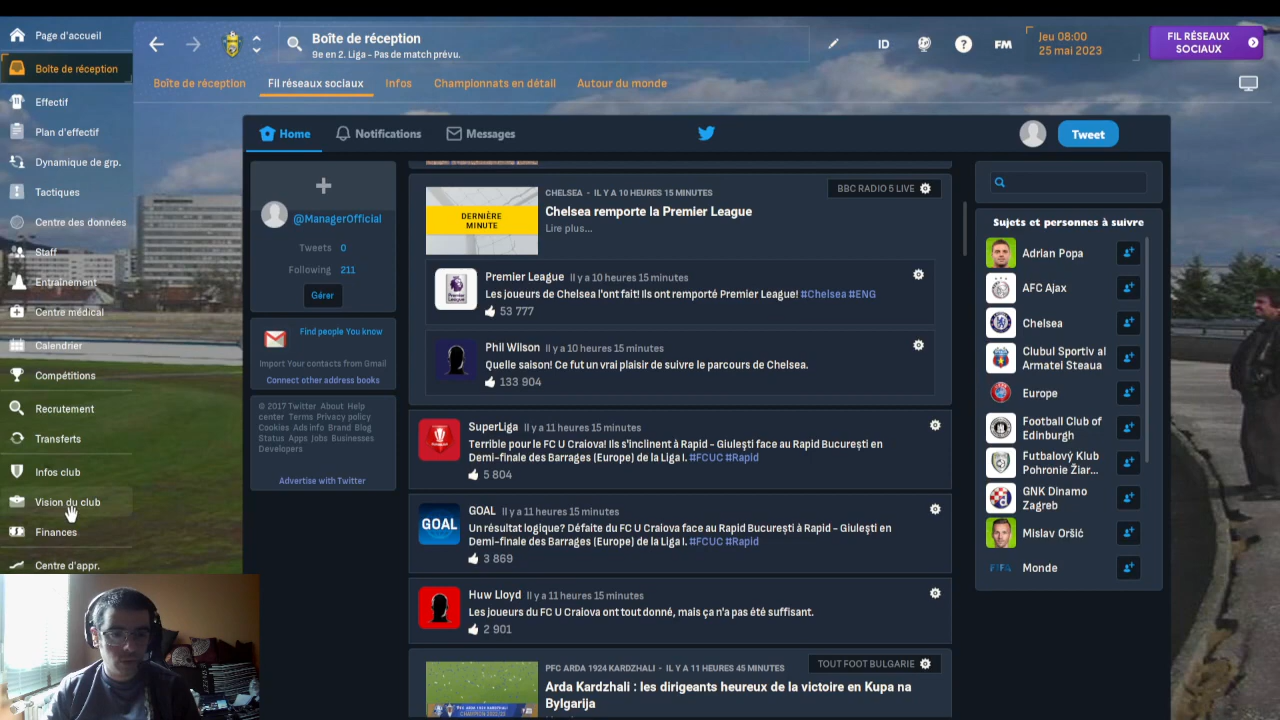 Page d'accueil
Boîte de réception
Effectif
Plan d'effectif
Dynamique de grp.
Tactiques
Centre des données
Staff
Entraînement
Centre médical
Calendrier
Compétitions
Recrutement
Transferts
Infos club
Vision du club
Finances
Centre d'appr.
Boîte de réception
9e en 2. Liga - Pas de match prévu.
ID
?
FM
Jeu 08:00
25 mai 2023
FIL RÉSEAUX
SOCIAUX
Boîte de réception
Fil réseaux sociaux
Infos
Championnats en détail
Autour du monde
Home
Notifications
Messages
Tweet
@ManagerOfficial
Tweets 0
Following 211
Gérer
Find people You know
Import Your contacts from Gmail
Connect other address books
© 2017 Twitter About Help
center Terms Privacy policy
Cookies Ads info Brand Blog
Status Apps Jobs Businesses
Developers
Advertise with Twitter
DERNIÈRE
MINUTE
CHELSEA - IL Y A 10 HEURES 15 MINUTES
BBC RADIO 5 LIVE
Chelsea remporte la Premier League
Lire plus...
Premier League Il y a 10 heures 15 minutes
Les joueurs de Chelsea l'ont fait! Ils ont remporté Premier League! #Chelsea #ENG
53 777
Phil Wilson Il y a 10 heures 15 minutes
Quelle saison! Ce fut un vrai plaisir de suivre le parcours de Chelsea.
133 904
SuperLiga Il y a 11 heures 15 minutes
Terrible pour le FC U Craiova! Ils s'inclinent à Rapid - Giuleşti face au Rapid Bucureşti en
Demi-finale des Barrages (Europe) de la Liga I. #FCUC #Rapid
5 804
GOAL
GOAL Il y a 11 heures 15 minutes
Un résultat logique? Défaite du FC U Craiova face au Rapid Bucureşti à Rapid - Giuleşti en
Demi-finale des Barrages (Europe) de la Liga I. #FCUC #Rapid
3 869
Huw Lloyd Il y a 11 heures 15 minutes
Les joueurs du FC U Craiova ont tout donné, mais ça n'a pas été suffisant.
2 901
PFC ARDA 1924 KARDZHALI - IL Y A 11 HEURES 45 MINUTES
TOUT FOOT BULGARIE
Arda Kardzhali : les dirigeants heureux de la victoire en Kupa na
Bylgarija
Sujets et personnes à suivre
Adrian Popa
AFC Ajax
Chelsea
Clubul Sportiv al
Armatei Steaua
Europe
Football Club of
Edinburgh
Futbalový Klub
Pohronie Žiar...
GNK Dinamo
Zagreb
Mislav Oršić
FIFA
Monde